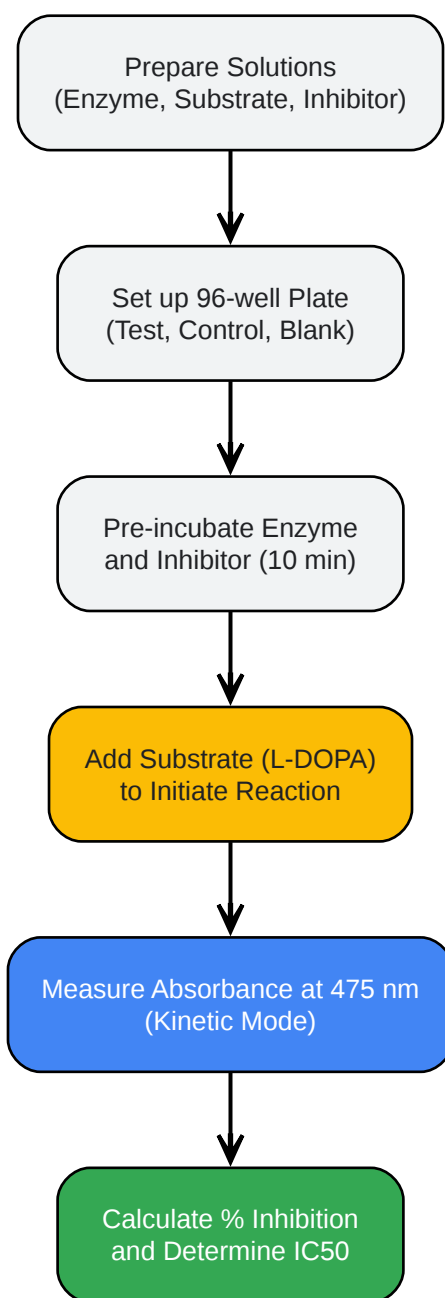 Prepare Solutions
(Enzyme, Substrate, Inhibitor)
Set up 96-well Plate
(Test, Control, Blank)
Pre-incubate Enzyme
and Inhibitor (10 min)
Add Substrate (L-DOPA)
to Initiate Reaction
Measure Absorbance at 475 nm
(Kinetic Mode)
Calculate % Inhibition
and Determine IC50